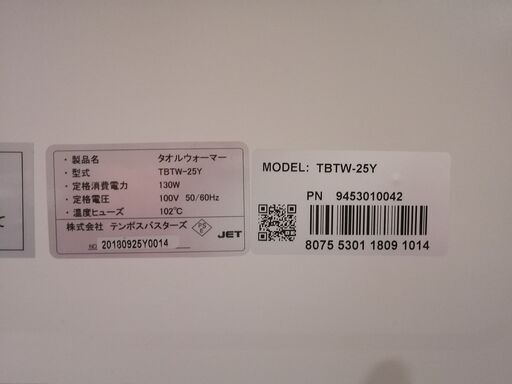 ・製品名 タオルウォーマー
・型式 TBTW-25Y
・定格消費電力 130W
・定格電圧 100V 50/60Hz
・温度ヒューズ 102℃
株式会社 テンポスバスターズ
NO 20180925Y0014
PS
E
JET
MODEL: TBTW-25Y
PN 9453010042
8075 5301 1809 1014
て